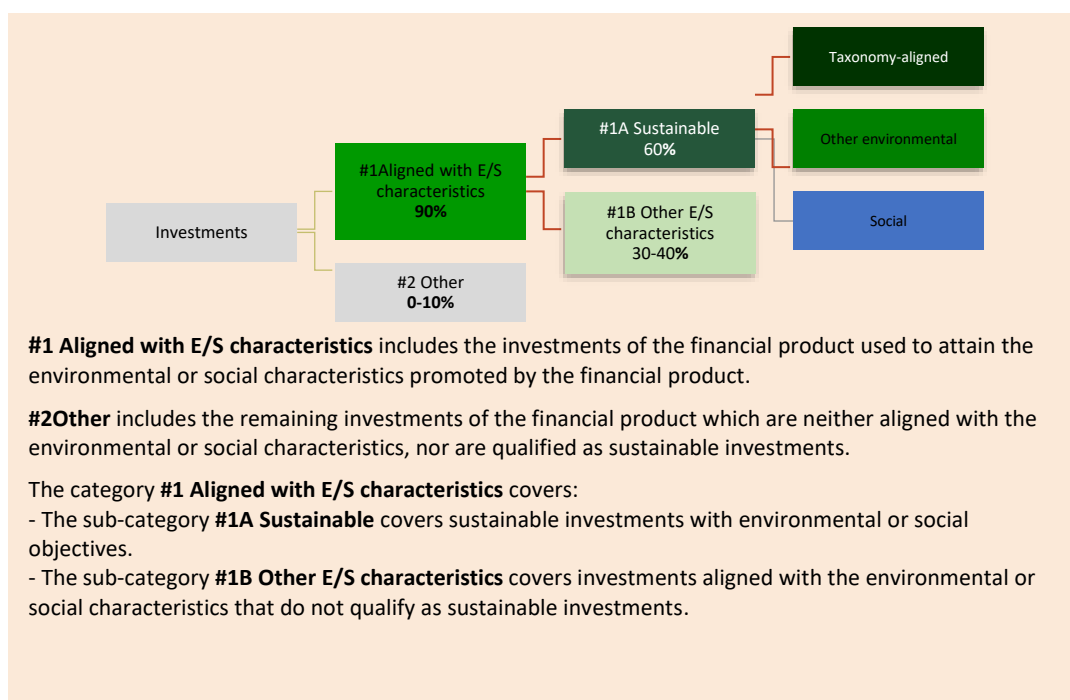 Taxonomy-aligned
#1A Sustainable
60%
Other environmental
#1Aligned with E/S
characteristics
90%
#1B Other E/S
characteristics
30-40%
Social
Investments
#2 Other
0-10%
#1 Aligned with E/S characteristics includes the investments of the financial product used to attain the
environmental or social characteristics promoted by the financial product.
#2Other includes the remaining investments of the financial product which are neither aligned with the
environmental or social characteristics, nor are qualified as sustainable investments.
The category #1 Aligned with E/S characteristics covers:
- The sub-category #1A Sustainable covers sustainable investments with environmental or social
objectives.
- The sub-category #1B Other E/S characteristics covers investments aligned with the environmental or
social characteristics that do not qualify as sustainable investments.